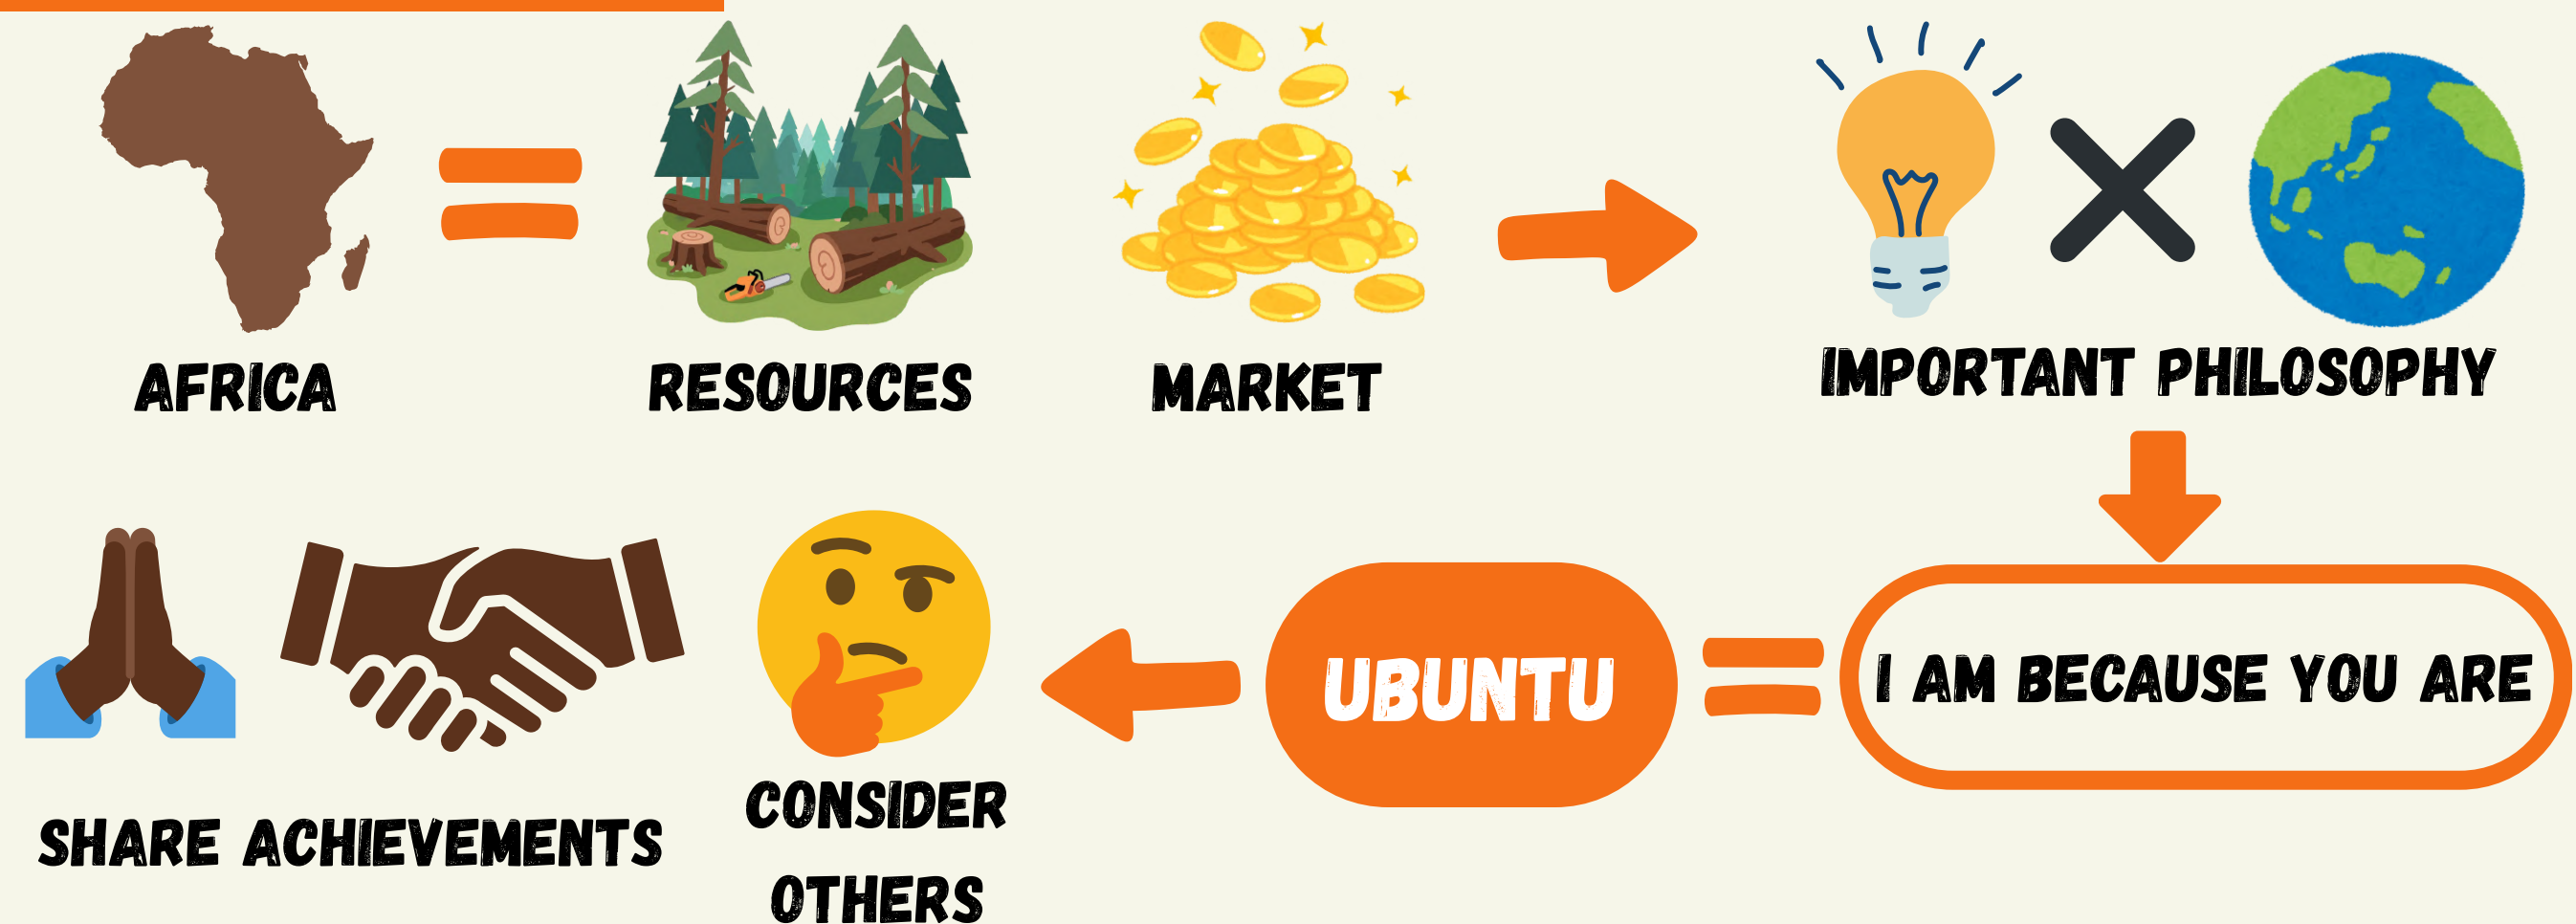 AFRICA
RESOURCES
MARKET
IMPORTANT PHILOSOPHY
I AM BECAUSE YOU ARE
UBUNTU
CONSIDER
OTHERS
SHARE ACHIEVEMENTS